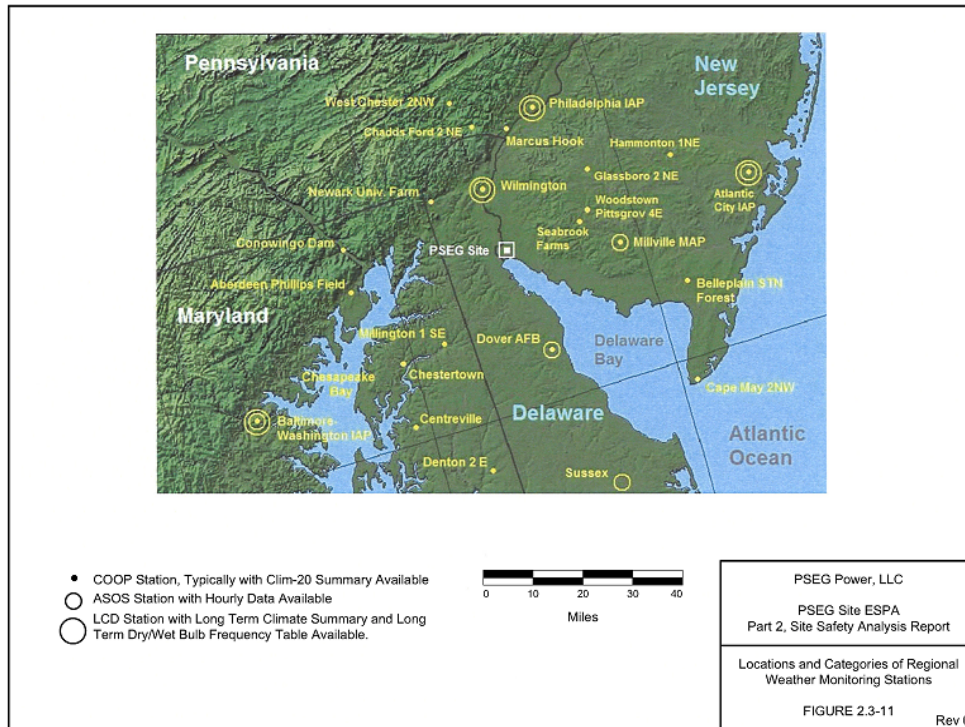 Pennsylvania
New
Jersey
West Chester 2NW
Philadelphia IAP
Chadds Ford 2 NE
Marcus Hook
Hammonton 1NE
Glassboro 2 NE
Newark Univ. Farm
Wilmington
Atlantic
City IAP
Woodstown
Pittsgrov 4E
Seabrook
Farms
Conowingo Dam
PSEG Site
Millville MAP
Aberdeen Phillips Field
Belleplain STN
Forest
Maryland
Millington 1 SE
Dover AFB
Delaware
Bay
Chestertown
Chesapeake
Bay
Cape May 2NW
Delaware
Centreville
Baltimore-
Washington IAP
Atlantic
Ocean
Denton 2 E
Sussex
COOP Station, Typically with Clim-20 Summary Available
ASOS Station with Hourly Data Available
LCD Station with Long Term Climate Summary and Long
Term Dry/Wet Bulb Frequency Table Available.
0 10 20 30 40
Miles
PSEG Power, LLC
PSEG Site ESPA
Part 2, Site Safety Analysis Report
Locations and Categories of Regional
Weather Monitoring Stations
FIGURE 2.3-11
Rev